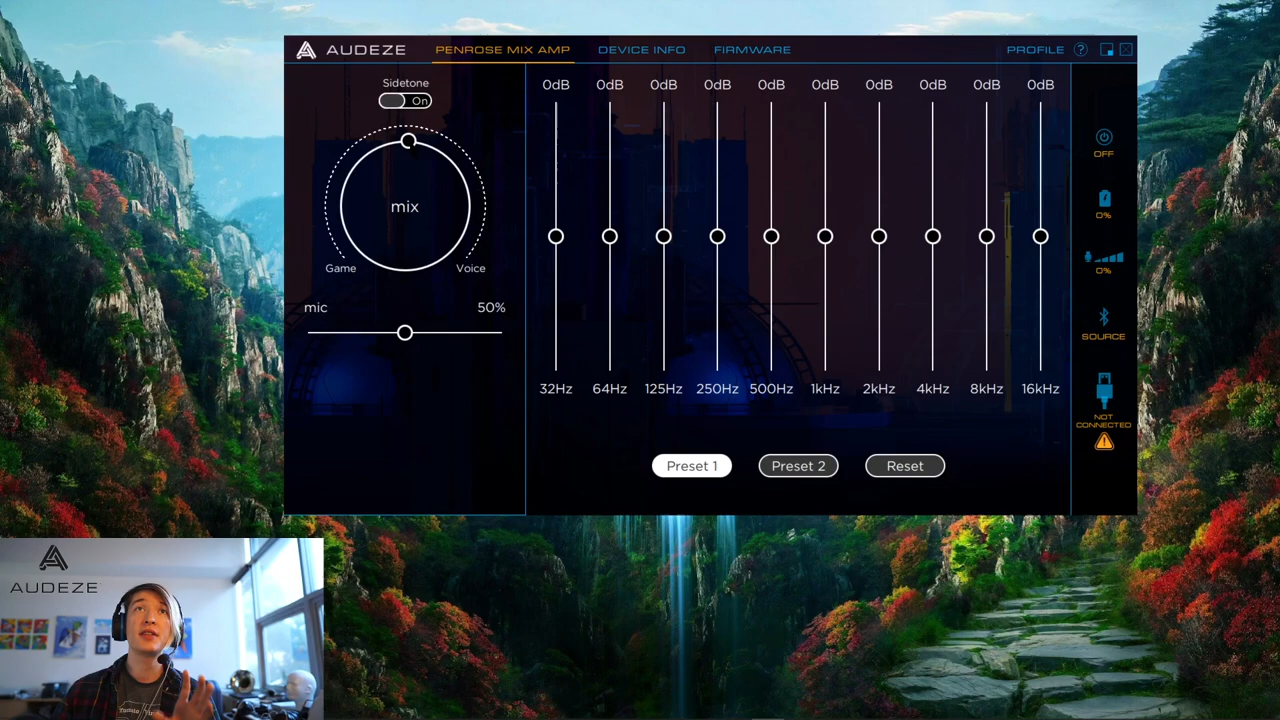 AUDEZE
PENROSE MIX AMP
DEVICE INFO
FIRMWARE
PROFILE ?
Sidetone
On
mix
Game
Voice
mic 50%
0dB 0dB 0dB 0dB 0dB 0dB 0dB 0dB 0dB 0dB
32Hz 64Hz 125Hz 250Hz 500Hz 1kHz 2kHz 4kHz 8kHz 16kHz
Preset 1
Preset 2
Reset
OFF
0%
0%
SOURCE
NOT
CONNECTED
AUDEZE